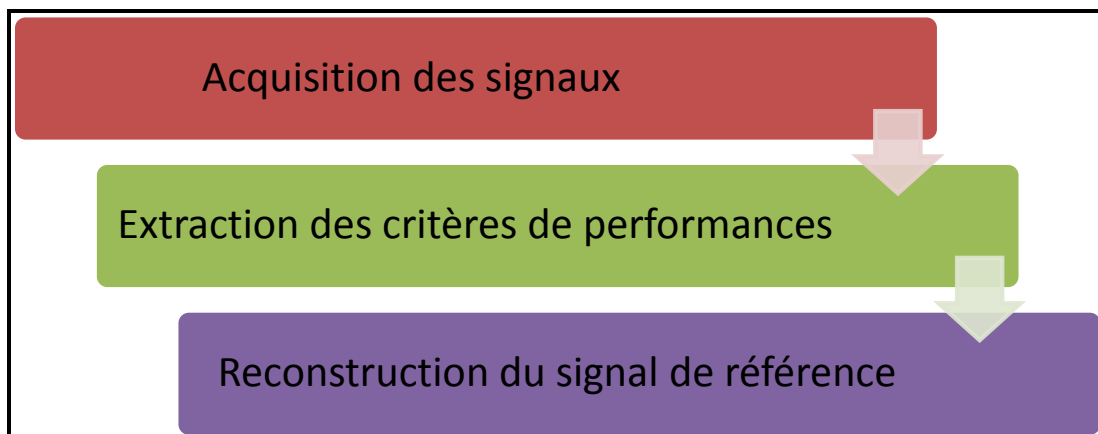 Acquisition des signaux
Extraction des critères de performances
Reconstruction du signal de référence